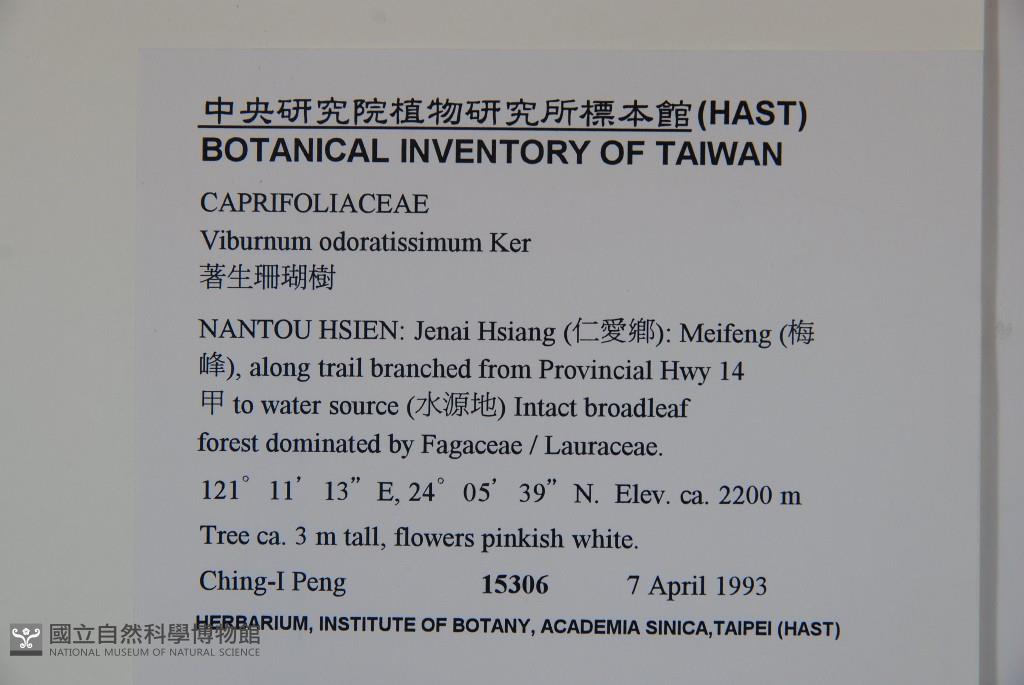 中央研究院植物研究所標本館(HAST)
BOTANICAL INVENTORY OF TAIWAN
CAPRIFOLIACEAE
Viburnum odoratissimum Ker
著生珊瑚樹
NANTOU HSIEN: Jenai Hsiang (仁愛鄉): Meifeng (梅
峰), along trail branched from Provincial Hwy 14
甲 to water source (水源地) Intact broadleaf
forest dominated by Fagaceae / Lauraceae.
121° 11' 13" E, 24° 05' 39" N. Elev. ca. 2200 m
Tree ca. 3 m tall, flowers pinkish white.
Ching-I Peng 15306 7 April 1993
HERBARIUM, INSTITUTE OF BOTANY, ACADEMIA SINICA,TAIPEI (HAST)
國立自然科學博物館
NATIONAL MUSEUM OF NATURAL SCIENCE